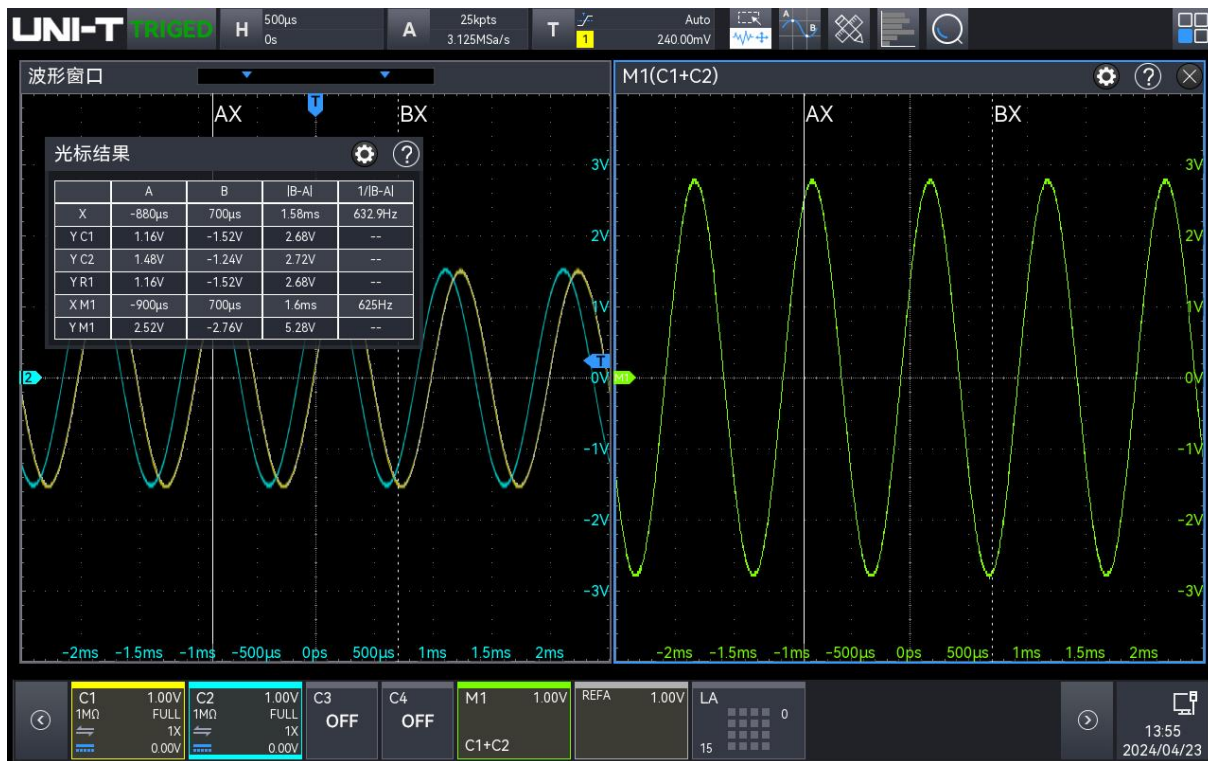 UNI-T TRIGED H 500μs 0s A 25kpts 3.125MSa/s T 1 Auto 240.00mV A B
波形窗口
M1(C1+C2)
T AX BX
AX BX
光标结果
A B |B-A| 1/|B-A|
X -880μs 700μs 1.58ms 632.9Hz
Y C1 1.16V -1.52V 2.68V --
Y C2 1.48V -1.24V 2.72V --
Y R1 1.16V -1.52V 2.68V --
X M1 -900μs 700μs 1.6ms 625Hz
Y M1 2.52V -2.76V 5.28V --
3V
2V
1V
T
2 0V
-1V
-2V
-3V
-2ms -1.5ms -1ms -500μs 0ps 500μs 1ms 1.5ms 2ms
3V
2V
1V
M1 0V
-1V
-2V
-3V
-2ms -1.5ms -1ms -500μs 0ps 500μs 1ms 1.5ms 2ms
C1 1.00V
1MΩ FULL
1X
0.00V
C2 1.00V
1MΩ FULL
1X
0.00V
C3
OFF
C4
OFF
M1 1.00V
C1+C2
REFA 1.00V
LA
0
15
13:55
2024/04/23